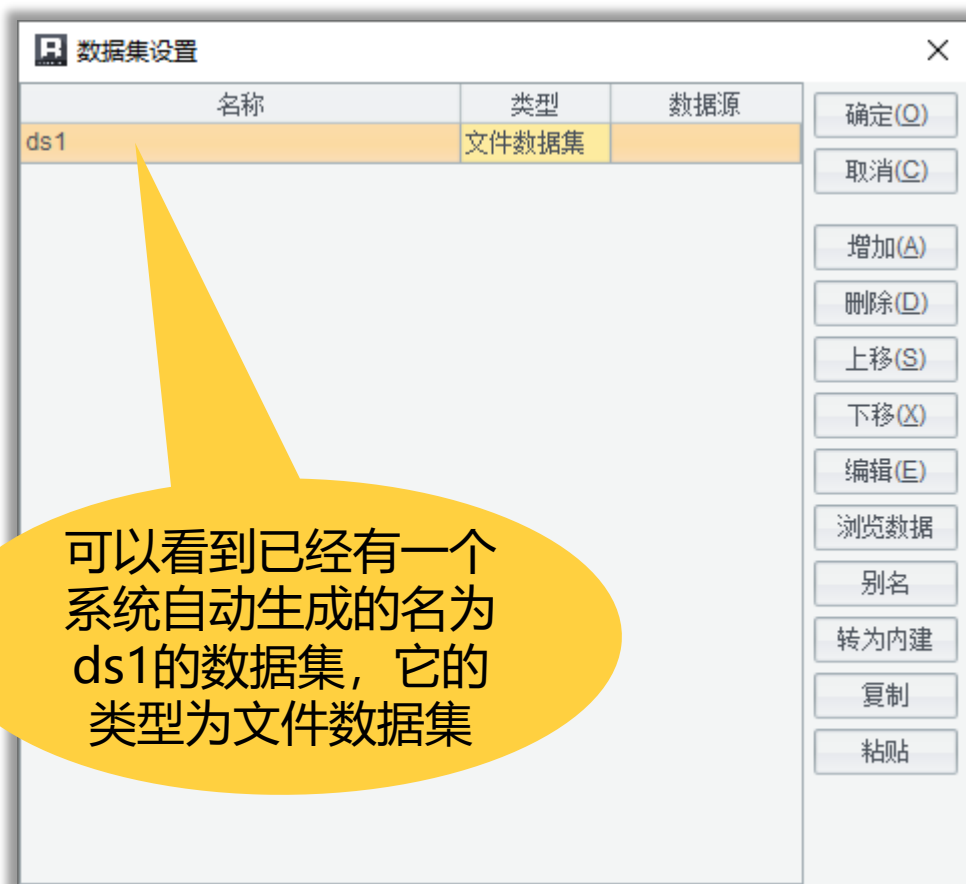 数据集设置
名称 类型 数据源
ds1 文件数据集
确定(O)
取消(C)
增加(A)
删除(D)
上移(S)
下移(X)
编辑(E)
浏览数据
别名
转为内建
复制
粘贴
可以看到已经有一个
系统自动生成的名为
ds1的数据集，它的
类型为文件数据集